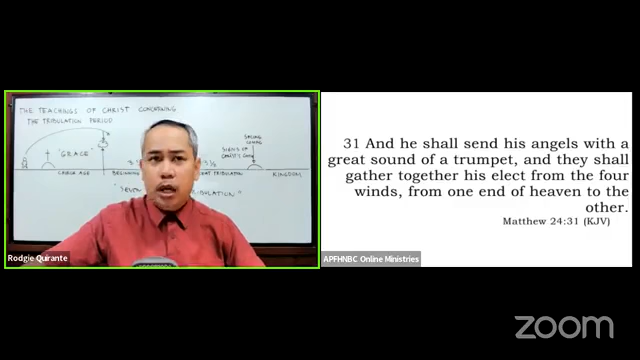 THE TEACHINGS OF CHRIST CONCERNING
THE TRIBULATION PERIOD
"GRACE"
SECOND
COMING
SIGNS OF
CHRIST'S
CHURCH AGE
BEGINNING
TRIBULATION
KINGDOM
"SEVEN
TRIBULATION"
Rodgie Quirante
31 And he shall send his angels with a
great sound of a trumpet, and they shall
gather together his elect from the four
winds, from one end of heaven to the
other.
Matthew 24:31 (KJV)
APFHNBC Online Ministries
zoom